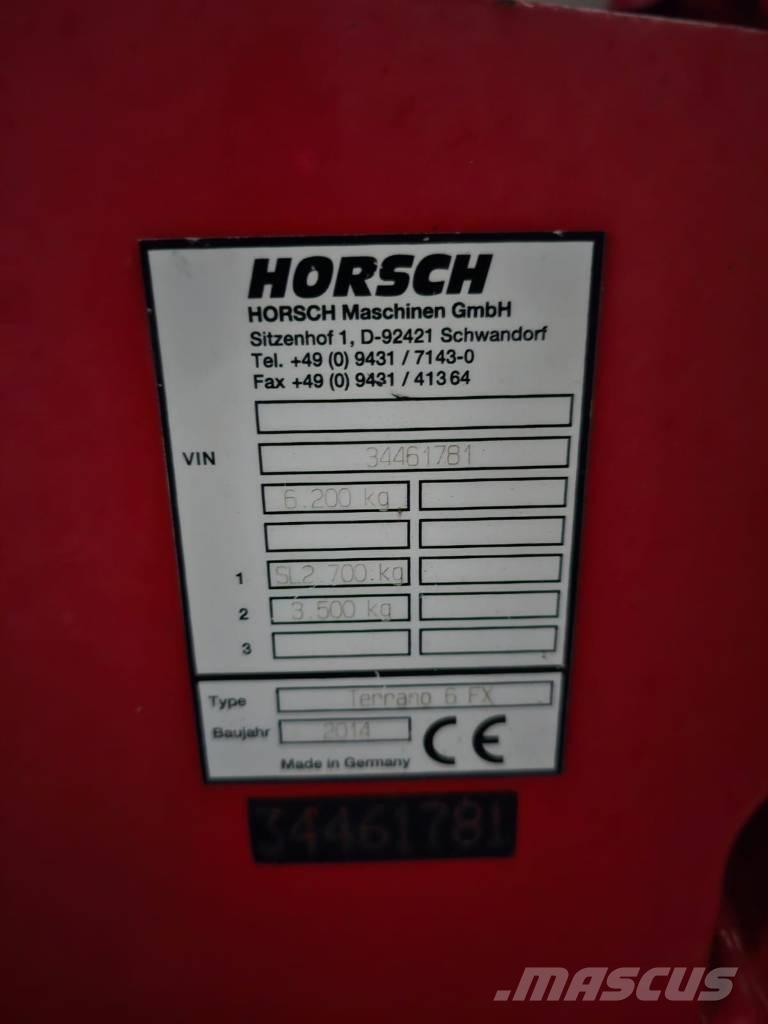 HORSCH
HORSCH Maschinen GmbH
Sitzenhof 1, D-92421 Schwandorf
Tel. +49 (0) 9431 / 7143-0
Fax +49 (0) 9431 / 41364
VIN 34461781
6.200 kg
1 SL2.700.kg
2 3.500 kg
3
Type Terrano 6 FX
Baujahr 2014 CE
Made in Germany
34461781
MASCUS